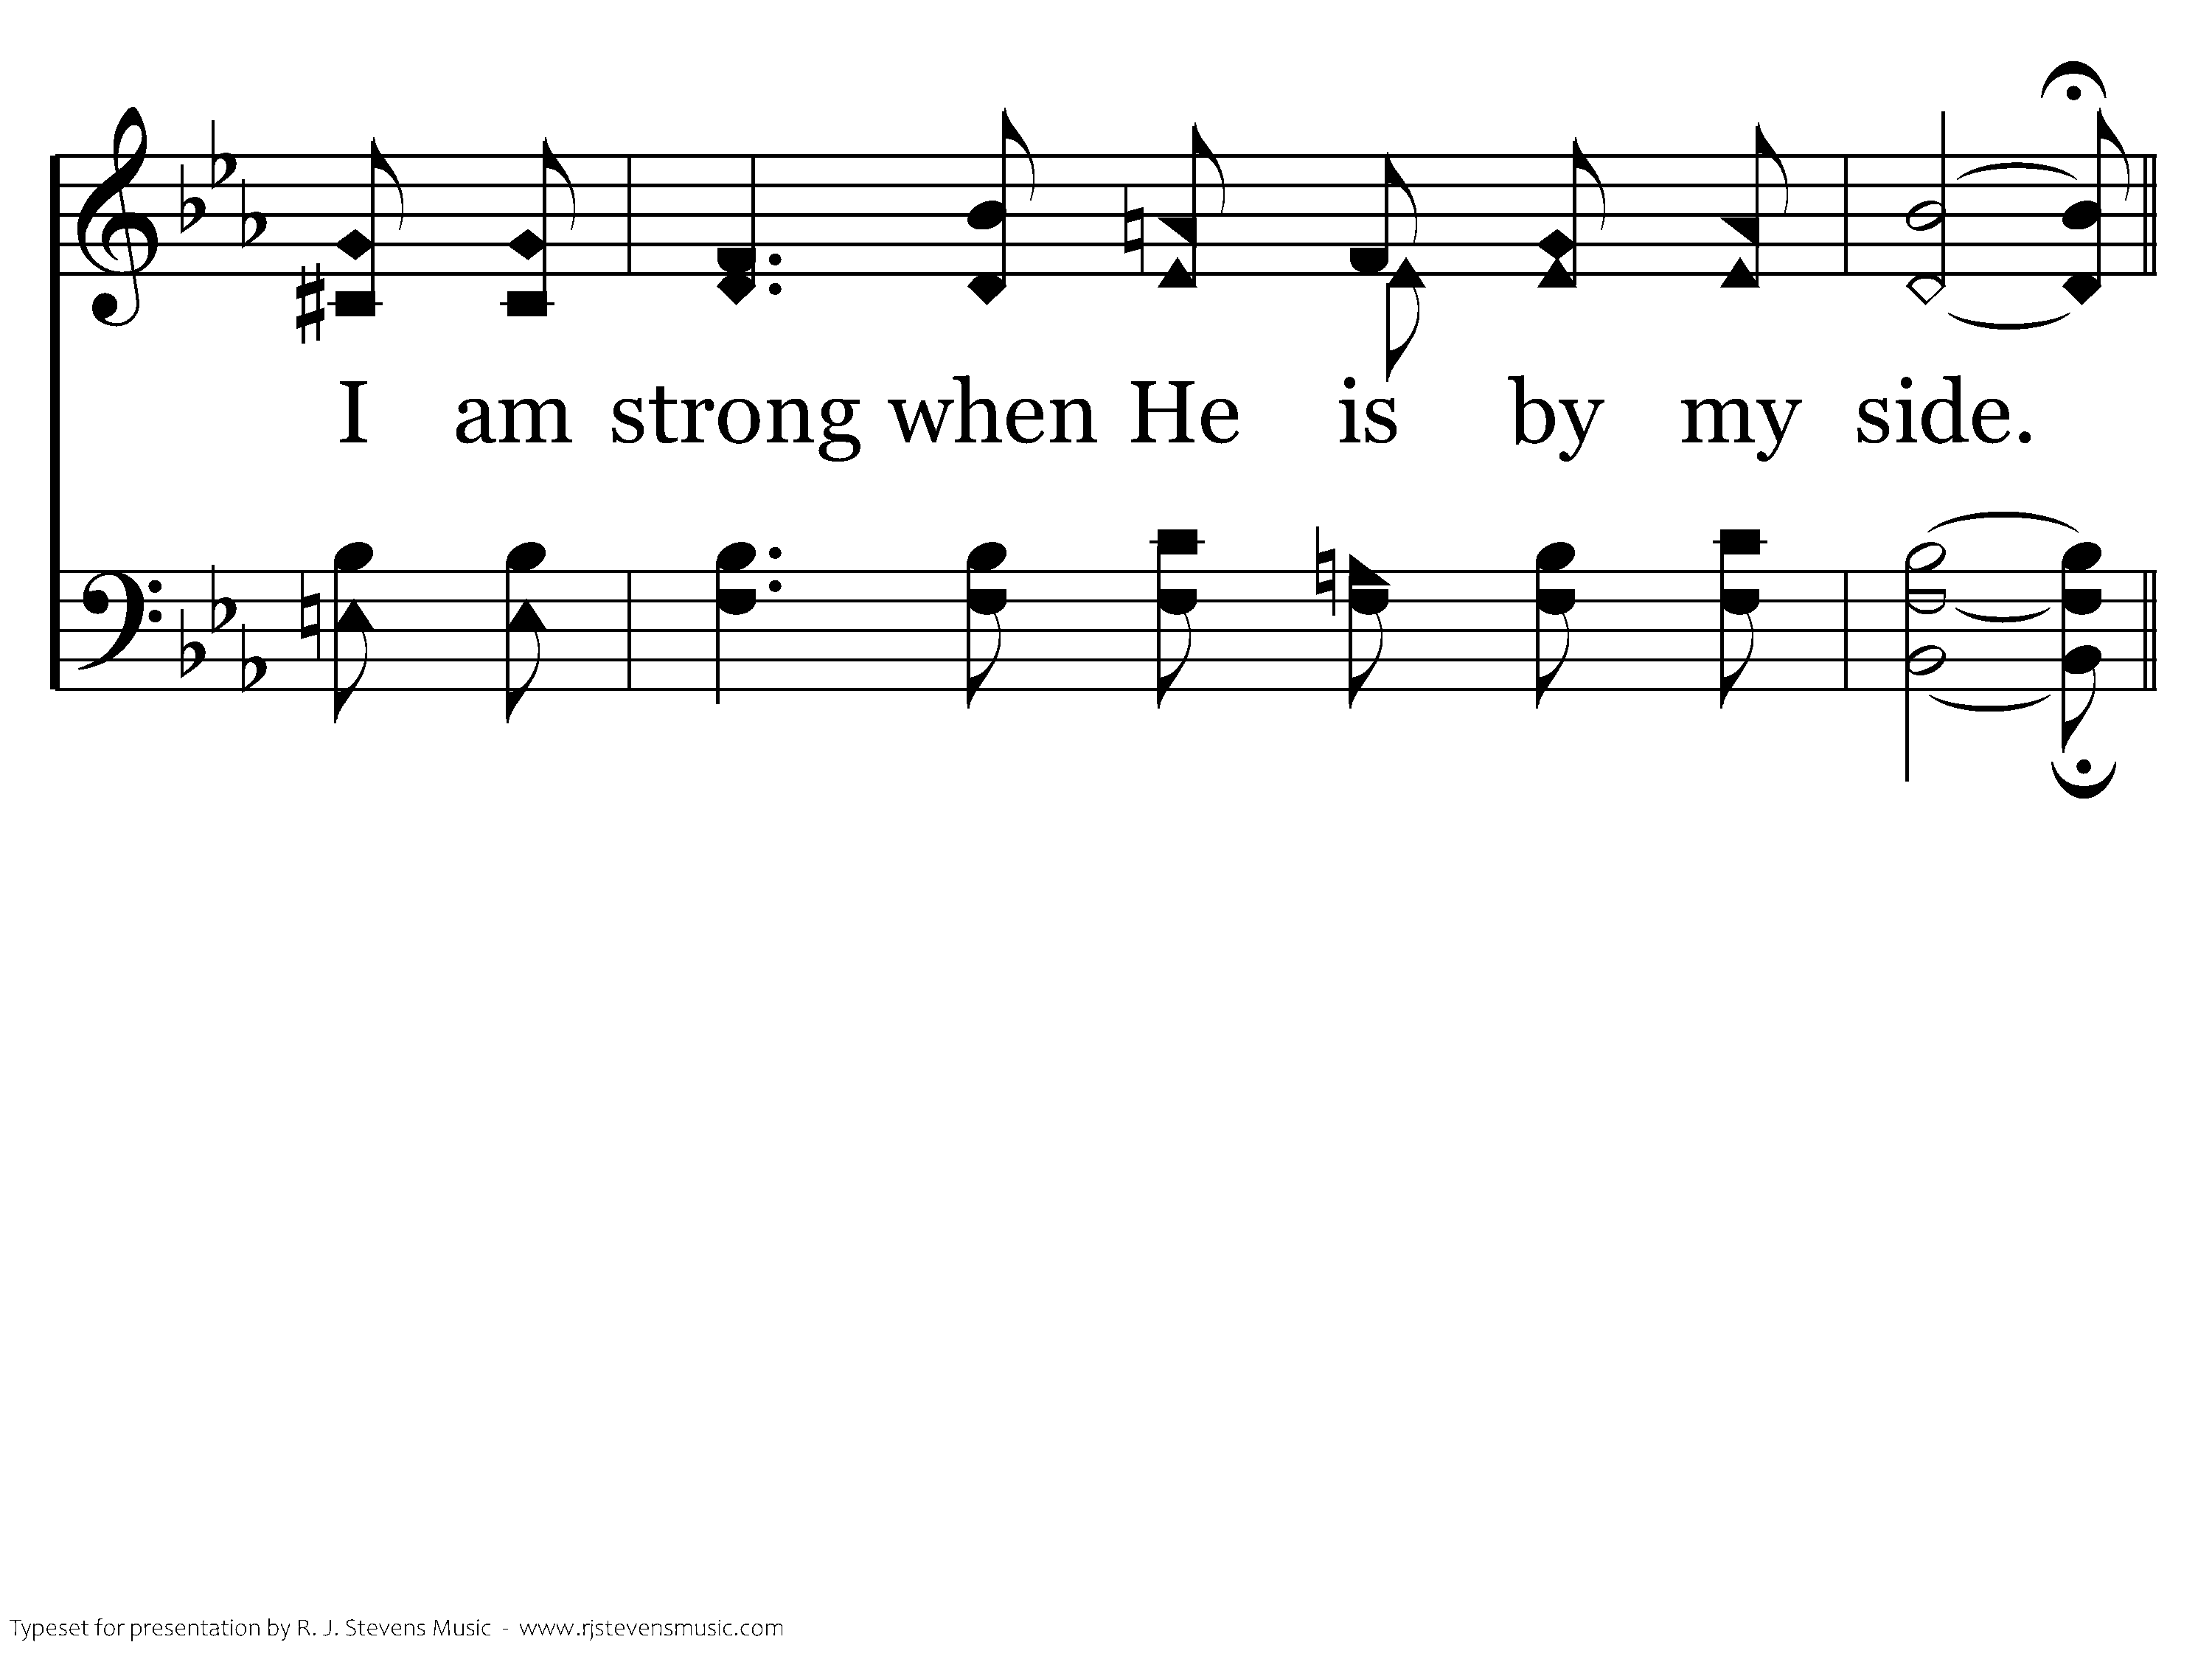 I am strong when He is by my side.
Typeset for presentation by R. J. Stevens Music - www.rjstevensmusic.com